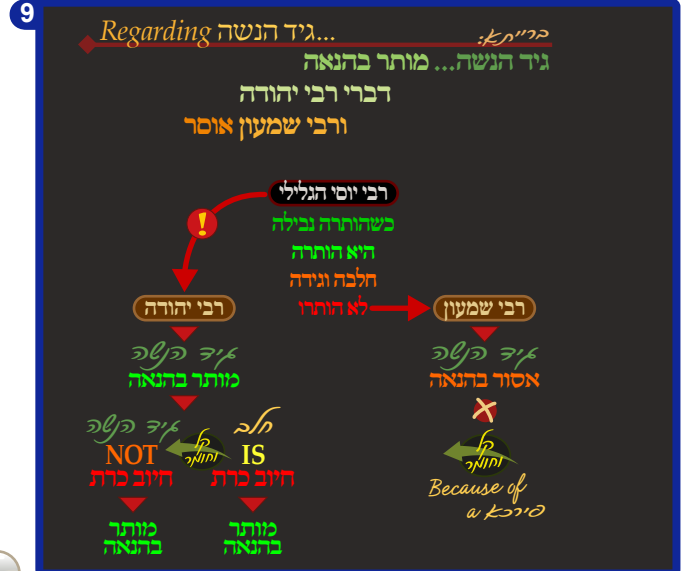 9
Regarding גיד הנשה...
ברייתא:
גיד הנשה... מותר בהנאה
דברי רבי יהודה
ורבי שמעון אוסר
רבי יוסי הגלילי
כשהותרה נבילה
היא הותרה
חלבה וגידה
לא הותרו
רבי שמעון
גיד הנשה
אסור בהנאה
קל
וחומר
Because of
a פירכא
רבי יהודה
גיד הנשה
מותר בהנאה
חלב
IS
חיוב כרת
מותר
בהנאה
קל
וחומר
גיד הנשה
NOT
חיוב כרת
מותר
בהנאה